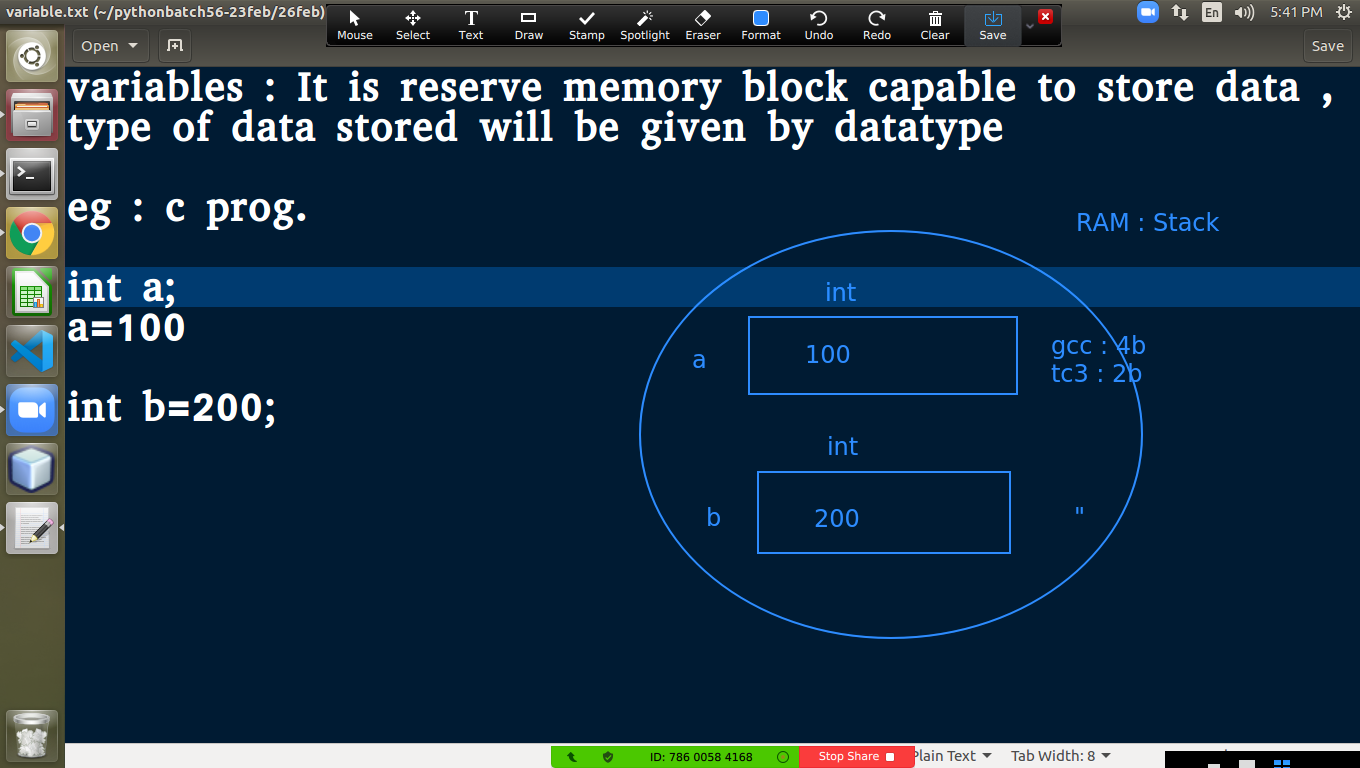 variable.txt (~/pythonbatch56-23feb/26feb)
Mouse Select Text Draw Stamp Spotlight Eraser Format Undo Redo Clear Save
En 5:41 PM
Open Save
variables : It is reserve memory block capable to store data ,
type of data stored will be given by datatype
eg : c prog.
RAM : Stack
int a;
int
a=100
a 100 gcc : 4b
tc3 : 2b
int b=200;
int
b 200 "
ID: 786 0058 4168 Stop Share Plain Text Tab Width: 8